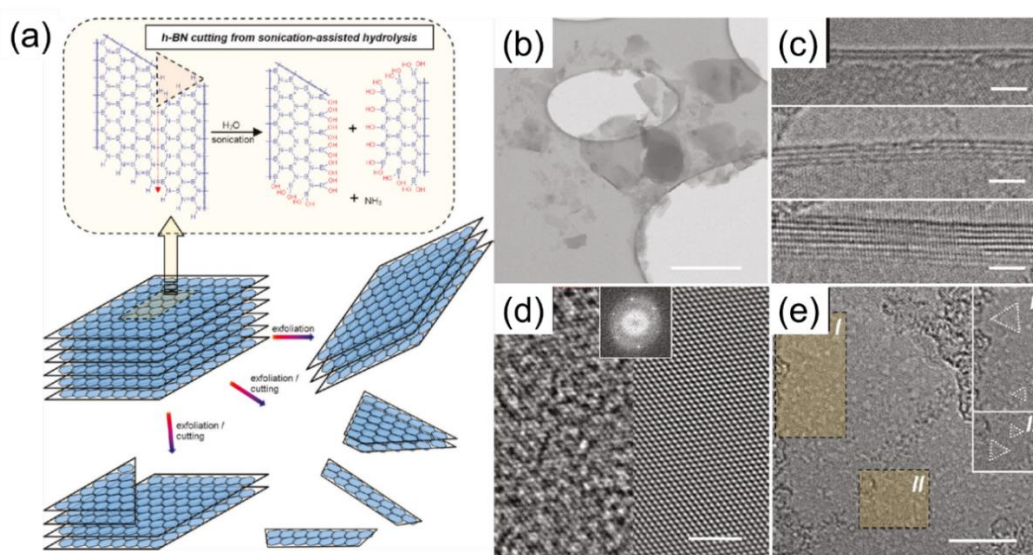 (a)
h-BN cutting from sonication-assisted hydrolysis
H₂O
sonication
+
+ NH₃
exfoliation
exfoliation /
cutting
exfoliation /
cutting
(b)
(c)
(d)
(e)
I
II